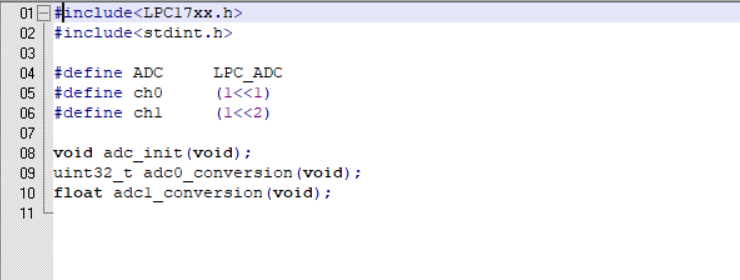 01 #include<LPC17xx.h>
02 #include<stdint.h>
03
04 #define ADC     LPC_ADC
05 #define ch0     (1<<1)
06 #define ch1     (1<<2)
07
08 void adc_init(void);
09 uint32_t adc0_conversion(void);
10 float adc1_conversion(void);
11